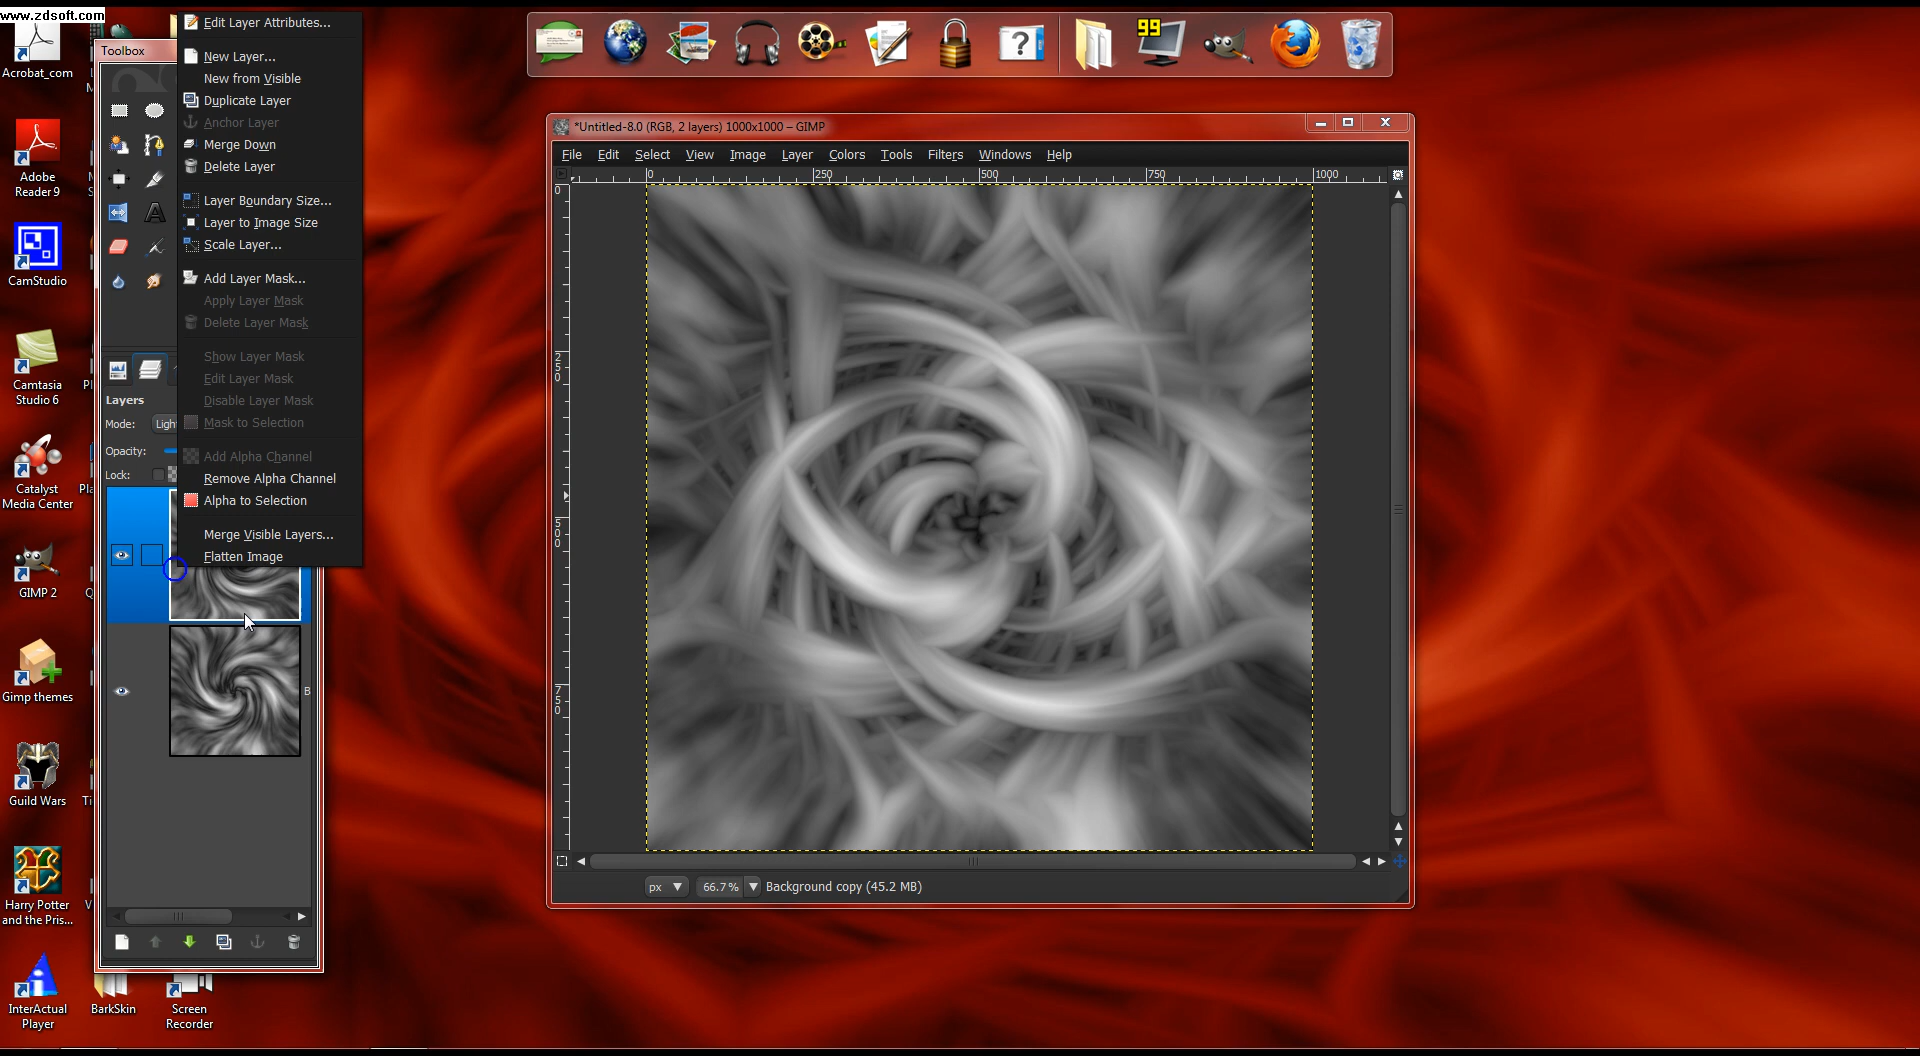 www.zdsoft.com
Acrobat_com
Adobe
Reader 9
CamStudio
Camtasia
Studio 6
Catalyst
Media Center
GIMP 2
Gimp themes
Guild Wars
Harry Potter
and the Pris...
InterActual
Player
BarkSkin
Screen
Recorder
Toolbox
Layers
Mode:
Opacity:
Lock:
B
Edit Layer Attributes...
New Layer...
New from Visible
Duplicate Layer
Anchor Layer
Merge Down
Delete Layer
Layer Boundary Size...
Layer to Image Size
Scale Layer...
Add Layer Mask...
Apply Layer Mask
Delete Layer Mask
Show Layer Mask
Edit Layer Mask
Disable Layer Mask
Mask to Selection
Add Alpha Channel
Remove Alpha Channel
Alpha to Selection
Merge Visible Layers...
Flatten Image
99
*Untitled-8.0 (RGB, 2 layers) 1000x1000 – GIMP
File Edit Select View Image Layer Colors Tools Filters Windows Help
0 250 500 750 1000
0
250
500
750
px 66.7% Background copy (45.2 MB)